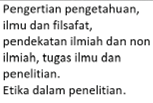 Pengertian pengetahuan,
ilmu dan filsafat,
pendekatan ilmiah dan non
ilmiah, tugas ilmu dan
penelitian.
Etika dalam penelitian.